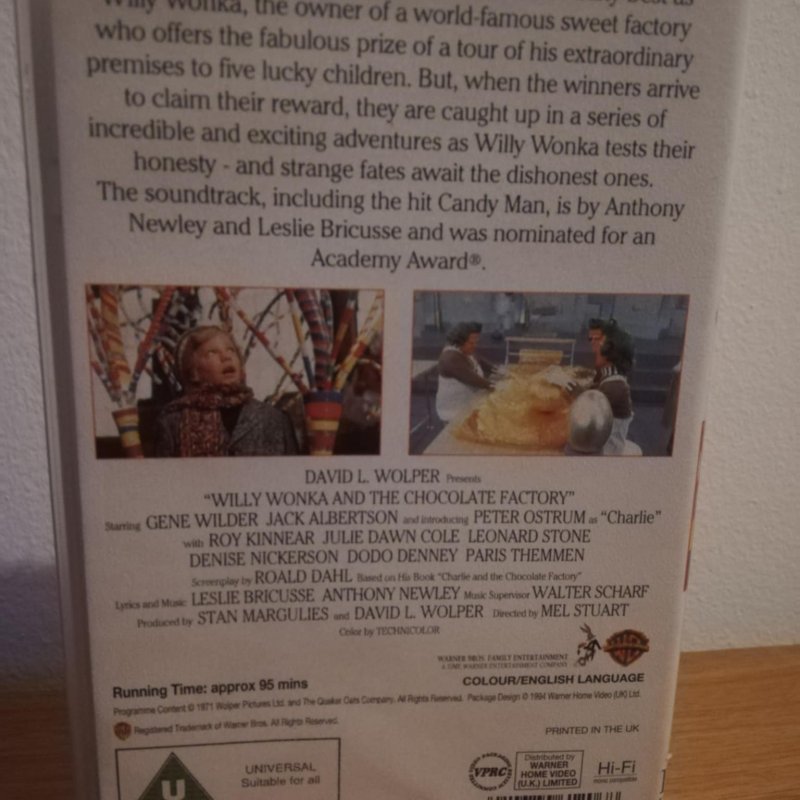 Willy Wonka, the owner of a world-famous sweet factory
who offers the fabulous prize of a tour of his extraordinary
premises to five lucky children. But, when the winners arrive
to claim their reward, they are caught up in a series of
incredible and exciting adventures as Willy Wonka tests their
honesty - and strange fates await the dishonest ones.
The soundtrack, including the hit Candy Man, is by Anthony
Newley and Leslie Bricusse and was nominated for an
Academy Award®.
DAVID L. WOLPER Presents
"WILLY WONKA AND THE CHOCOLATE FACTORY"
Starring GENE WILDER JACK ALBERTSON and introducing PETER OSTRUM as "Charlie"
with ROY KINNEAR JULIE DAWN COLE LEONARD STONE
DENISE NICKERSON DODO DENNEY PARIS THEMMEN
Screenplay by ROALD DAHL Based on His Book "Charlie and the Chocolate Factory"
Lyrics and Music LESLIE BRICUSSE ANTHONY NEWLEY Music Supervisor WALTER SCHARF
Produced by STAN MARGULIES and DAVID L. WOLPER Directed by MEL STUART
Color by TECHNICOLOR
WARNER BROS. FAMILY ENTERTAINMENT
A TIME WARNER ENTERTAINMENT COMPANY
COLOUR/ENGLISH LANGUAGE
Running Time: approx 95 mins
Programme Content © 1971 Wolper Pictures Ltd. and The Quaker Oats Company. All Rights Reserved. Package Design © 1994 Warner Home Video (UK) Ltd.
Registered Trademark of Warner Bros. All Rights Reserved.
PRINTED IN THE UK
U
UNIVERSAL
Suitable for all
VPRC
Distributed by
WARNER
HOME VIDEO
(U.K.) LIMITED
Hi-Fi
mono compatible